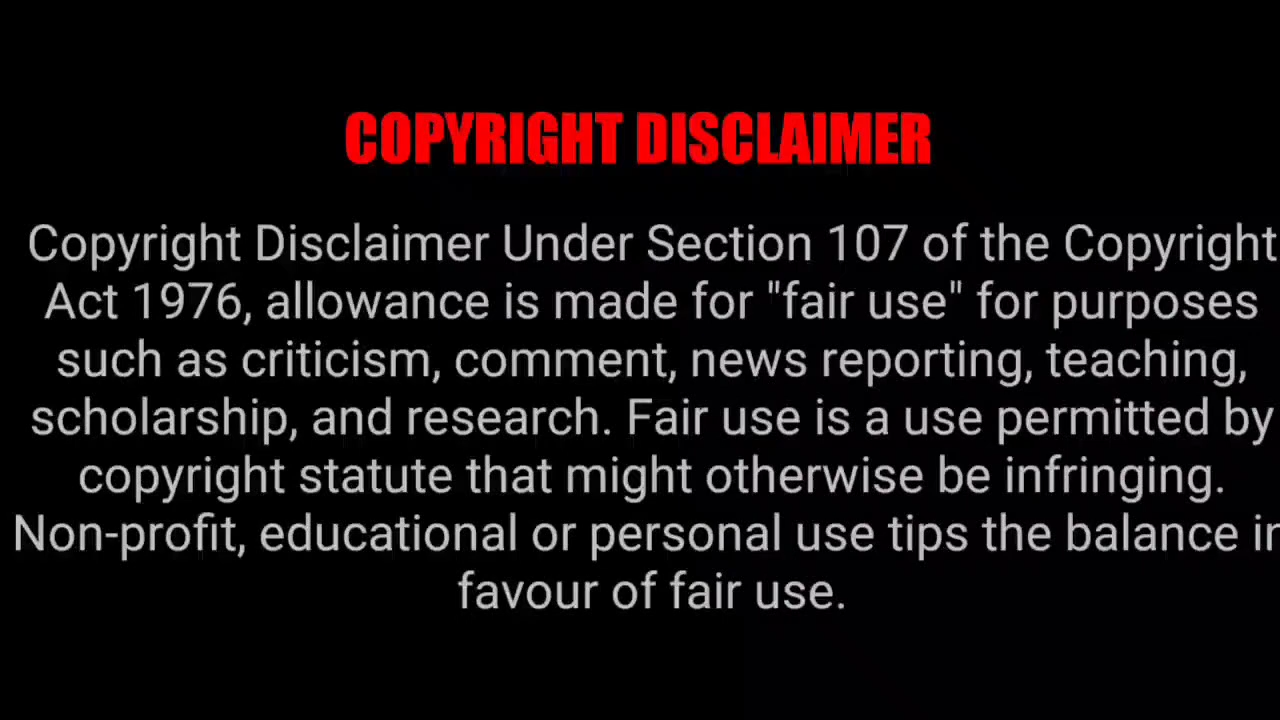 COPYRIGHT DISCLAIMER
Copyright Disclaimer Under Section 107 of the Copyright
Act 1976, allowance is made for "fair use" for purposes
such as criticism, comment, news reporting, teaching,
scholarship, and research. Fair use is a use permitted by
copyright statute that might otherwise be infringing.
Non-profit, educational or personal use tips the balance in
favour of fair use.